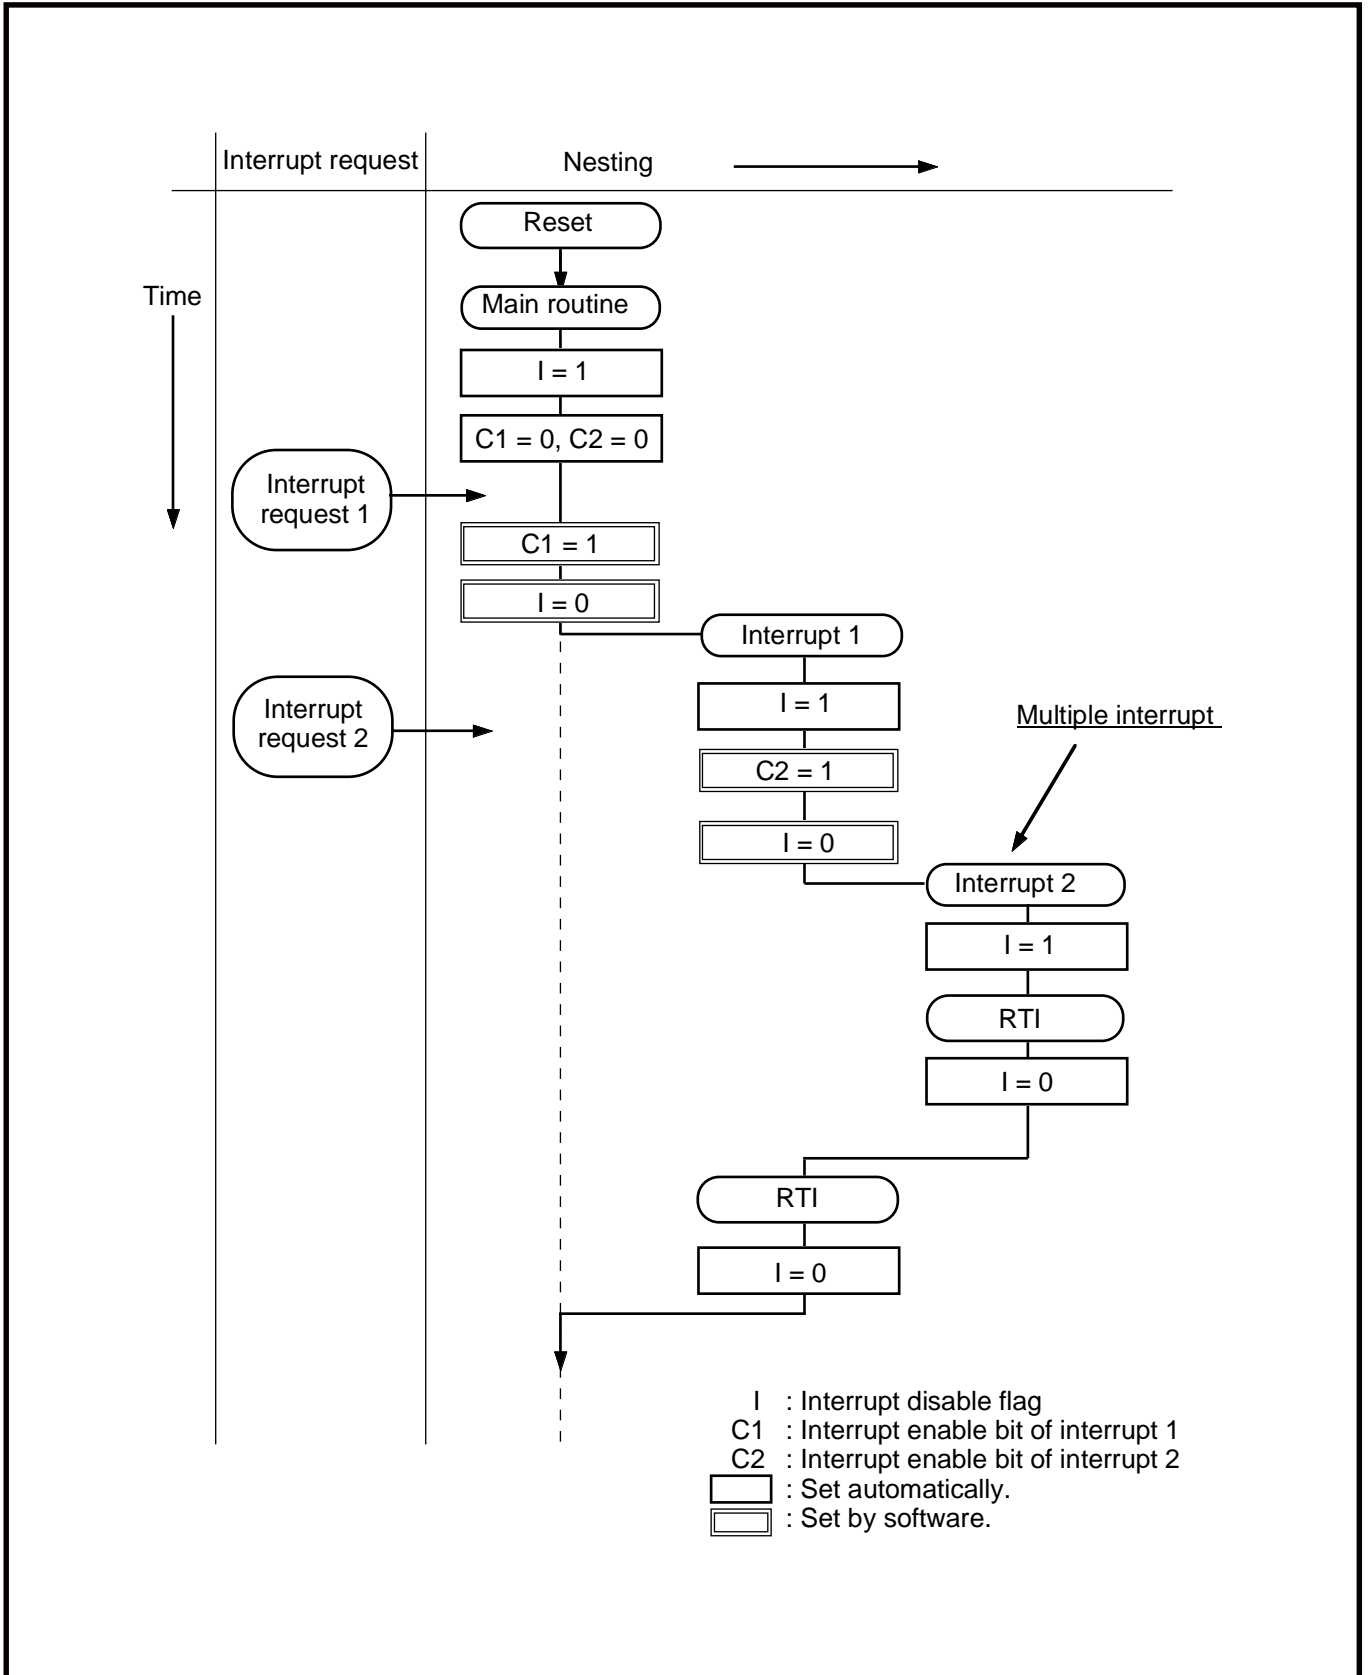 Interrupt request
Nesting
Reset
Time
Main routine
I = 1
C1 = 0, C2 = 0
Interrupt
request 1
C1 = 1
I = 0
Interrupt 1
I = 1
Interrupt
request 2
Multiple interrupt
C2 = 1
I = 0
Interrupt 2
I = 1
RTI
I = 0
RTI
I = 0
I : Interrupt disable flag
C1 : Interrupt enable bit of interrupt 1
C2 : Interrupt enable bit of interrupt 2
: Set automatically.
: Set by software.